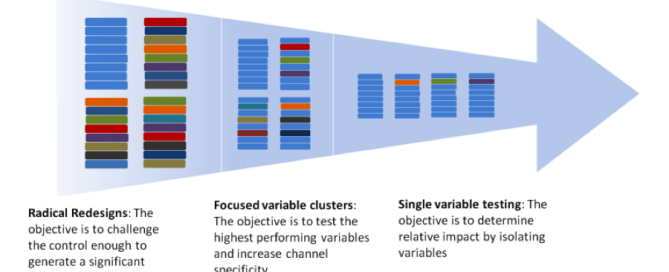 Radical Redesigns: The
objective is to challenge
the control enough to
generate a significant
Focused variable clusters:
The objective is to test the
highest performing variables
and increase channel
specificity
Single variable testing: The
objective is to determine
relative impact by isolating
variables